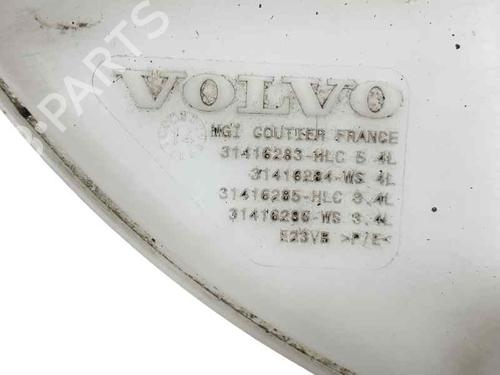 VOLVO
MGI COUTIER FRANCE
31416283-HLC 5.4L
31416284-WS 4L
31416285-HLC 3.4L
31416286-WS 3.4L
>P/E<
B-PARTS